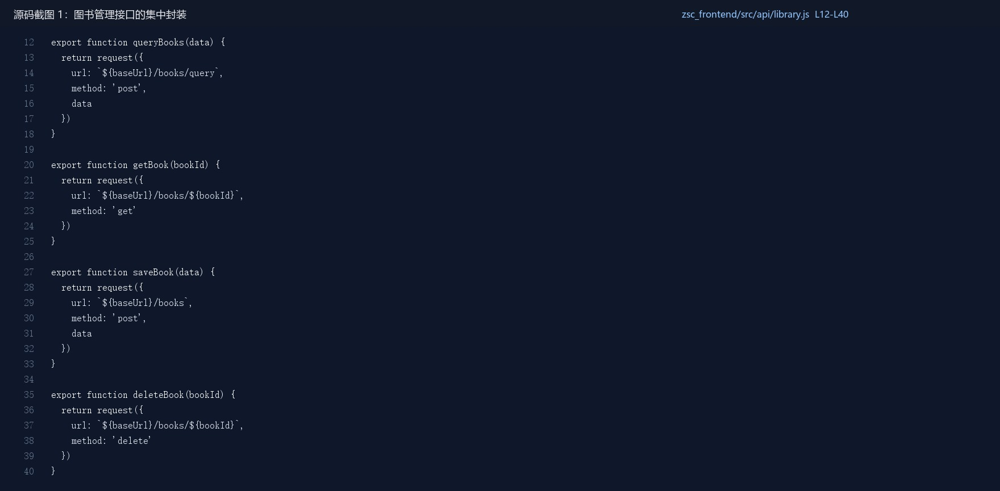 源码截图 1：图书管理接口的集中封装 zsc_frontend/src/api/library.js L12-L40
12 export function queryBooks(data) {
13   return request({
14     url: `${baseUrl}/books/query`,
15     method: 'post',
16     data
17   })
18 }
19
20 export function getBook(bookId) {
21   return request({
22     url: `${baseUrl}/books/${bookId}`,
23     method: 'get'
24   })
25 }
26
27 export function saveBook(data) {
28   return request({
29     url: `${baseUrl}/books`,
30     method: 'post',
31     data
32   })
33 }
34
35 export function deleteBook(bookId) {
36   return request({
37     url: `${baseUrl}/books/${bookId}`,
38     method: 'delete'
39   })
40 }